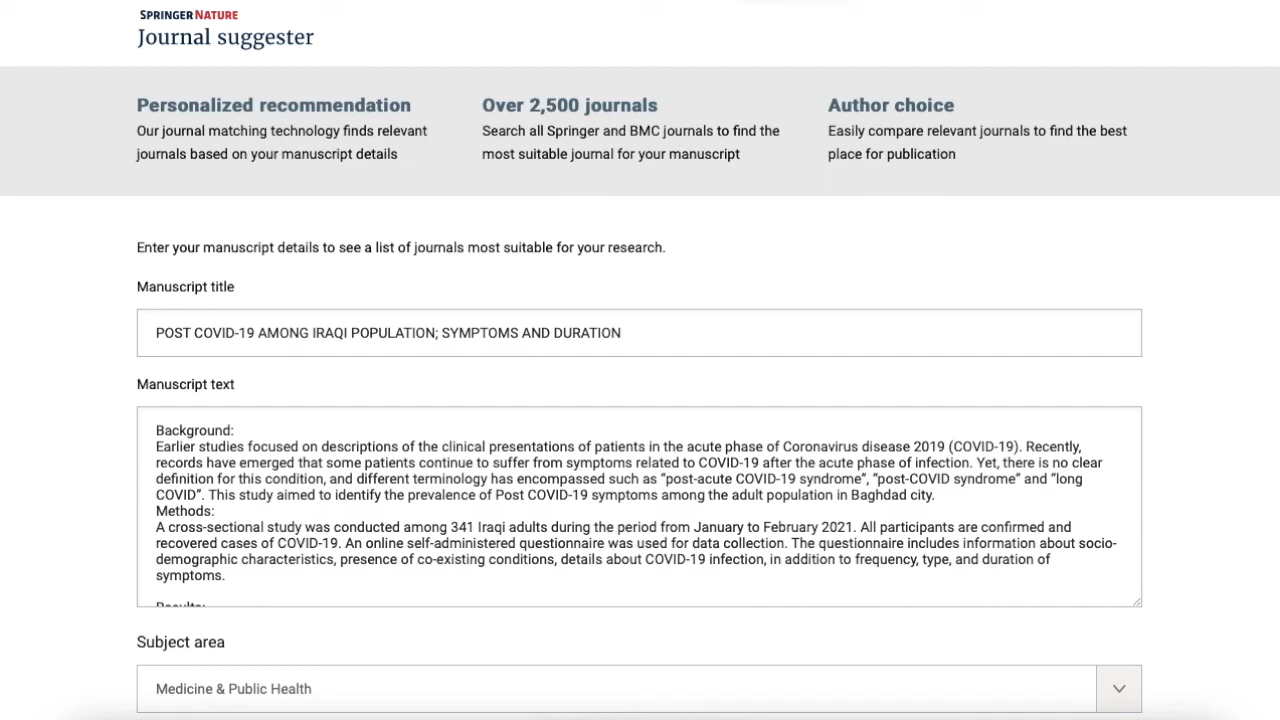 SPRINGER NATURE
Journal suggester
Personalized recommendation
Our journal matching technology finds relevant
journals based on your manuscript details
Over 2,500 journals
Search all Springer and BMC journals to find the
most suitable journal for your manuscript
Author choice
Easily compare relevant journals to find the best
place for publication
Enter your manuscript details to see a list of journals most suitable for your research.
Manuscript title
POST COVID-19 AMONG IRAQI POPULATION; SYMPTOMS AND DURATION
Manuscript text
Background:
Earlier studies focused on descriptions of the clinical presentations of patients in the acute phase of Coronavirus disease 2019 (COVID-19). Recently,
records have emerged that some patients continue to suffer from symptoms related to COVID-19 after the acute phase of infection. Yet, there is no clear
definition for this condition, and different terminology has encompassed such as “post-acute COVID-19 syndrome”, “post-COVID syndrome” and “long
COVID”. This study aimed to identify the prevalence of Post COVID-19 symptoms among the adult population in Baghdad city.
Methods:
A cross-sectional study was conducted among 341 Iraqi adults during the period from January to February 2021. All participants are confirmed and
recovered cases of COVID-19. An online self-administered questionnaire was used for data collection. The questionnaire includes information about socio-
demographic characteristics, presence of co-existing conditions, details about COVID-19 infection, in addition to frequency, type, and duration of
symptoms.
Results:
Subject area
Medicine & Public Health